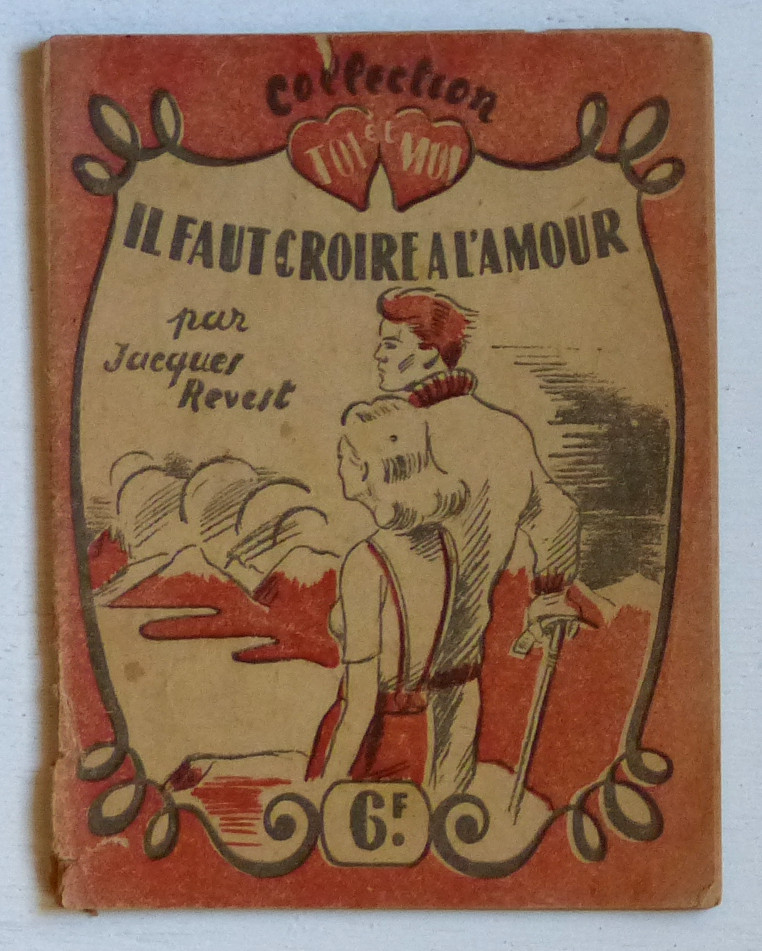 Collection
TOI et MOI
IL FAUT CROIRE A L'AMOUR
par
Jacques
Revest
6F.